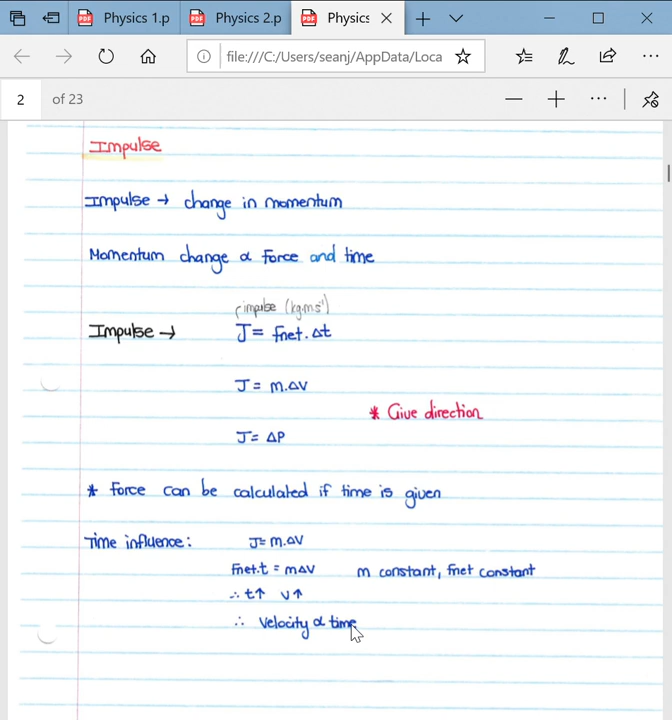 Physics 1.p
Physics 2.p
Physics
file:///C:/Users/seanj/AppData/Loca
2 of 23
Impulse
Impulse → change in momentum
Momentum change α Force and time
impulse (kg.ms⁻¹)
Impulse → J = Fnet.Δt
J = m.ΔV
* Give direction
J = ΔP
* Force can be calculated if time is given
Time influence: J = m.ΔV
Fnet.t = mΔV m constant, Fnet constant
∴ t↑ v↑
∴ Velocity α time